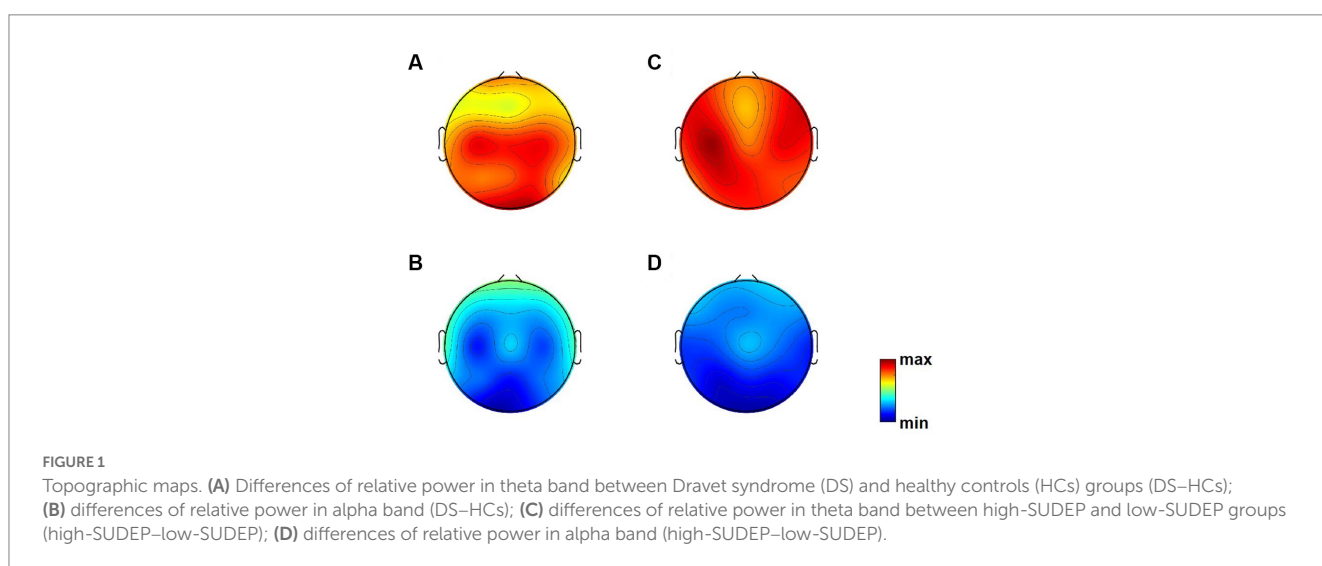 A
C
B
D
max
min
FIGURE 1
Topographic maps. (A) Differences of relative power in theta band between Dravet syndrome (DS) and healthy controls (HCs) groups (DS–HCs);
(B) differences of relative power in alpha band (DS–HCs); (C) differences of relative power in theta band between high-SUDEP and low-SUDEP groups
(high-SUDEP–low-SUDEP); (D) differences of relative power in alpha band (high-SUDEP–low-SUDEP).